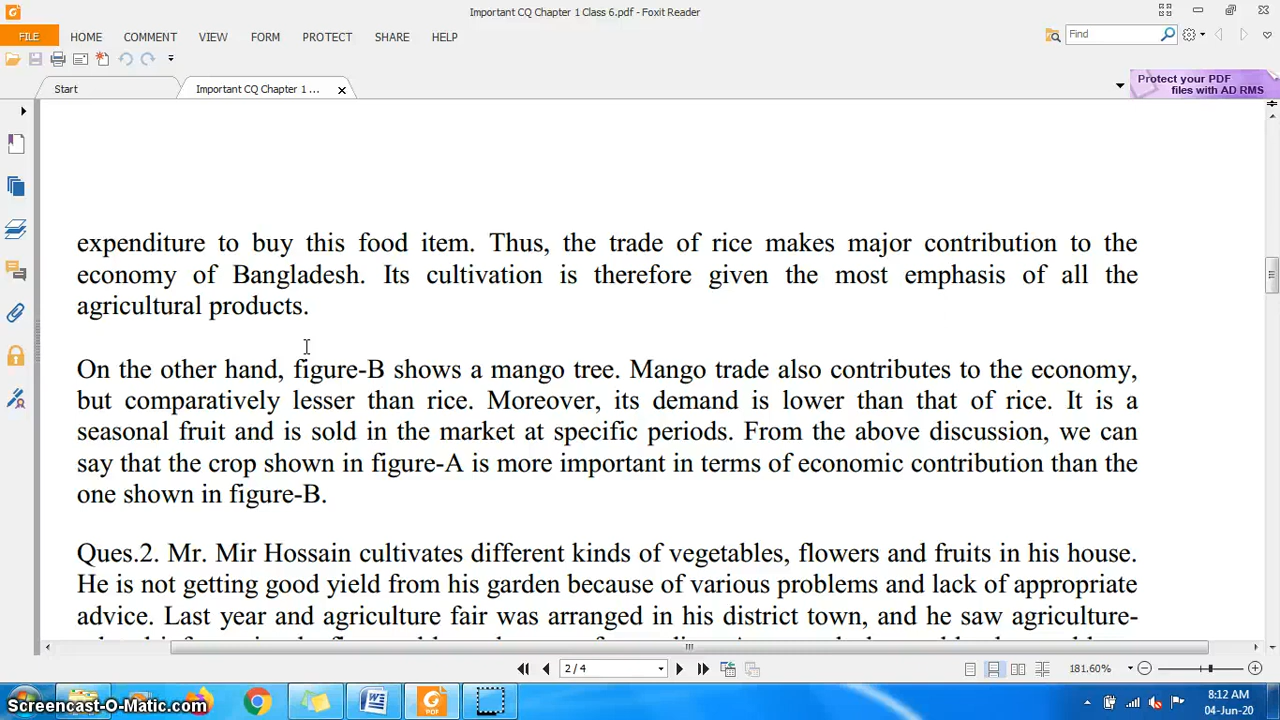 Important CQ Chapter 1 Class 6.pdf - Foxit Reader
FILE HOME COMMENT VIEW FORM PROTECT SHARE HELP
Find
Start
Important CQ Chapter 1 ...
Protect your PDF
files with AD RMS
expenditure to buy this food item. Thus, the trade of rice makes major contribution to the
economy of Bangladesh. Its cultivation is therefore given the most emphasis of all the
agricultural products.
On the other hand, figure-B shows a mango tree. Mango trade also contributes to the economy,
but comparatively lesser than rice. Moreover, its demand is lower than that of rice. It is a
seasonal fruit and is sold in the market at specific periods. From the above discussion, we can
say that the crop shown in figure-A is more important in terms of economic contribution than the
one shown in figure-B.
Ques.2. Mr. Mir Hossain cultivates different kinds of vegetables, flowers and fruits in his house.
He is not getting good yield from his garden because of various problems and lack of appropriate
advice. Last year and agriculture fair was arranged in his district town, and he saw agriculture-
2 / 4
181.60%
PDF
Screencast-O-Matic.com
8:12 AM
04-Jun-20